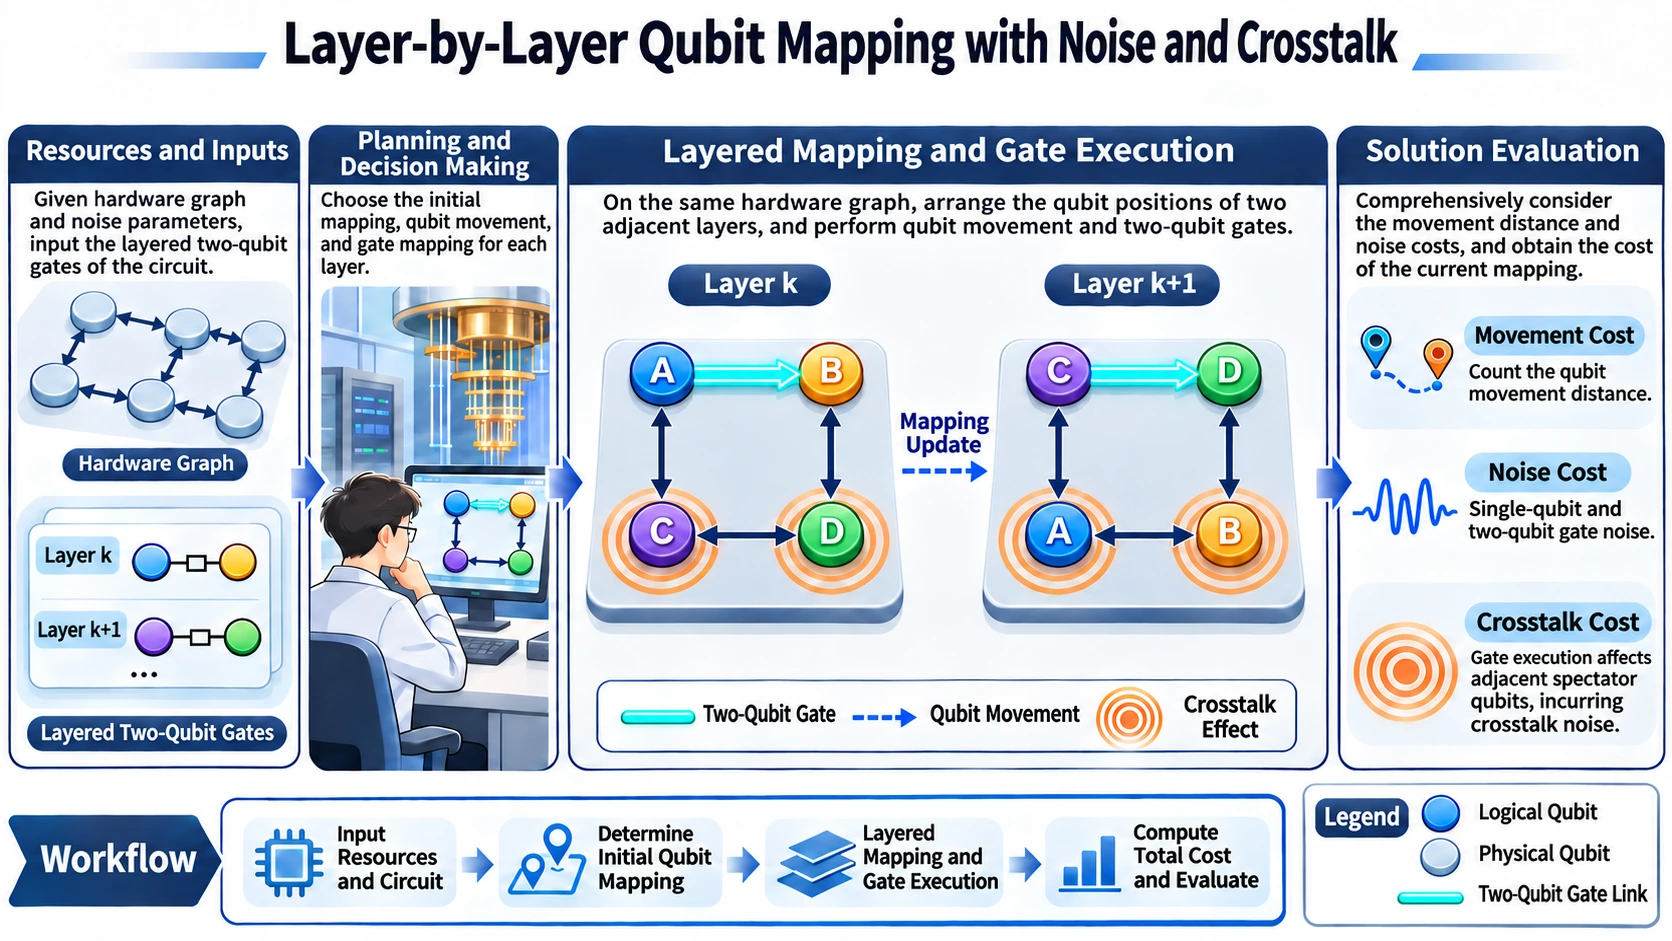 Layer-by-Layer Qubit Mapping with Noise and Crosstalk
Resources and Inputs
Given hardware graph
and noise parameters,
input the layered two-qubit
gates of the circuit.
Hardware Graph
Layer k
Layer k+1
...
Layered Two-Qubit Gates
Planning and
Decision Making
Choose the initial
mapping, qubit movement,
and gate mapping for each
layer.
Layered Mapping and Gate Execution
On the same hardware graph, arrange the qubit positions of two
adjacent layers, and perform qubit movement and two-qubit gates.
Layer k
A
B
C
D
Mapping
Update
Layer k+1
C
D
A
B
Two-Qubit Gate
Qubit Movement
Crosstalk
Effect
Solution Evaluation
Comprehensively consider
the movement distance and
noise costs, and obtain the cost
of the current mapping.
Movement Cost
Count the qubit
movement distance.
Noise Cost
Single-qubit and
two-qubit gate noise.
Crosstalk Cost
Gate execution affects
adjacent spectator
qubits, incurring
crosstalk noise.
Workflow
Input
Resources
and Circuit
Determine
Initial Qubit
Mapping
Layered
Mapping and
Gate Execution
Compute
Total Cost
and Evaluate
Legend
Logical Qubit
Physical Qubit
Two-Qubit Gate Link